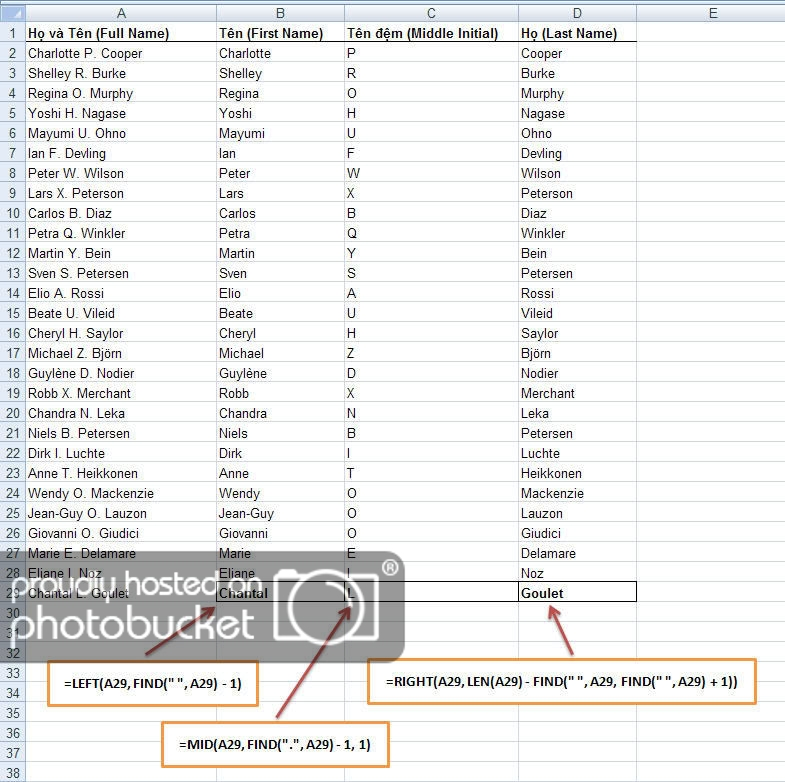 A B C D E
1 Họ và Tên (Full Name) Tên (First Name) Tên đệm (Middle Initial) Họ (Last Name)
2 Charlotte P. Cooper Charlotte P Cooper
3 Shelley R. Burke Shelley R Burke
4 Regina O. Murphy Regina O Murphy
5 Yoshi H. Nagase Yoshi H Nagase
6 Mayumi U. Ohno Mayumi U Ohno
7 Ian F. Devling Ian F Devling
8 Peter W. Wilson Peter W Wilson
9 Lars X. Peterson Lars X Peterson
10 Carlos B. Diaz Carlos B Diaz
11 Petra Q. Winkler Petra Q Winkler
12 Martin Y. Bein Martin Y Bein
13 Sven S. Petersen Sven S Petersen
14 Elio A. Rossi Elio A Rossi
15 Beate U. Vileid Beate U Vileid
16 Cheryl H. Saylor Cheryl H Saylor
17 Michael Z. Björn Michael Z Björn
18 Guylène D. Nodier Guylène D Nodier
19 Robb X. Merchant Robb X Merchant
20 Chandra N. Leka Chandra N Leka
21 Niels B. Petersen Niels B Petersen
22 Dirk I. Luchte Dirk I Luchte
23 Anne T. Heikkonen Anne T Heikkonen
24 Wendy O. Mackenzie Wendy O Mackenzie
25 Jean-Guy O. Lauzon Jean-Guy O Lauzon
26 Giovanni O. Giudici Giovanni O Giudici
27 Marie E. Delamare Marie E Delamare
28 Eliane I. Noz Eliane I Noz
29 Chantal L. Goulet Chantal L Goulet
proudly hosted on
photobucket ®
30
31
32
33
34
35
36
37
38
=LEFT(A29, FIND(" ", A29) - 1)
=RIGHT(A29, LEN(A29) - FIND(" ", A29, FIND(" ", A29) + 1))
=MID(A29, FIND(".", A29) - 1, 1)